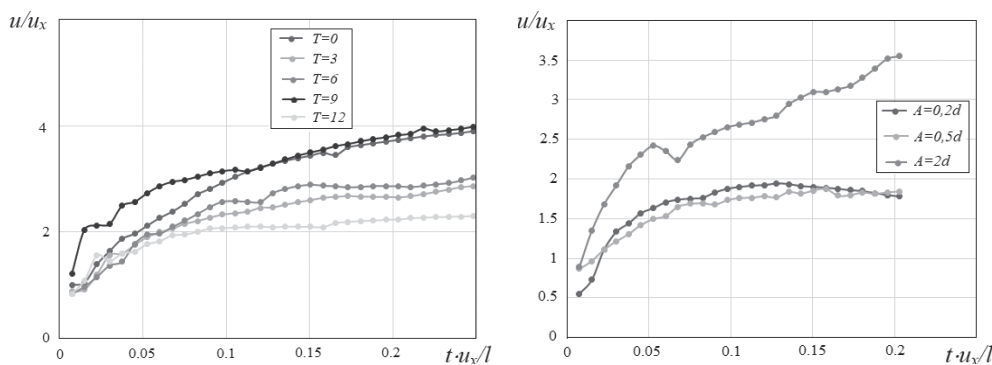 u/uₓ
T=0
T=3
T=6
T=9
T=12
4
2
0
0 0.05 0.1 0.15 0.2
t·uₓ/l
u/uₓ
3.5
3
2.5
2
1.5
1
0.5
0
0 0.05 0.1 0.15 0.2
t·uₓ/l
A=0,2d
A=0,5d
A=2d